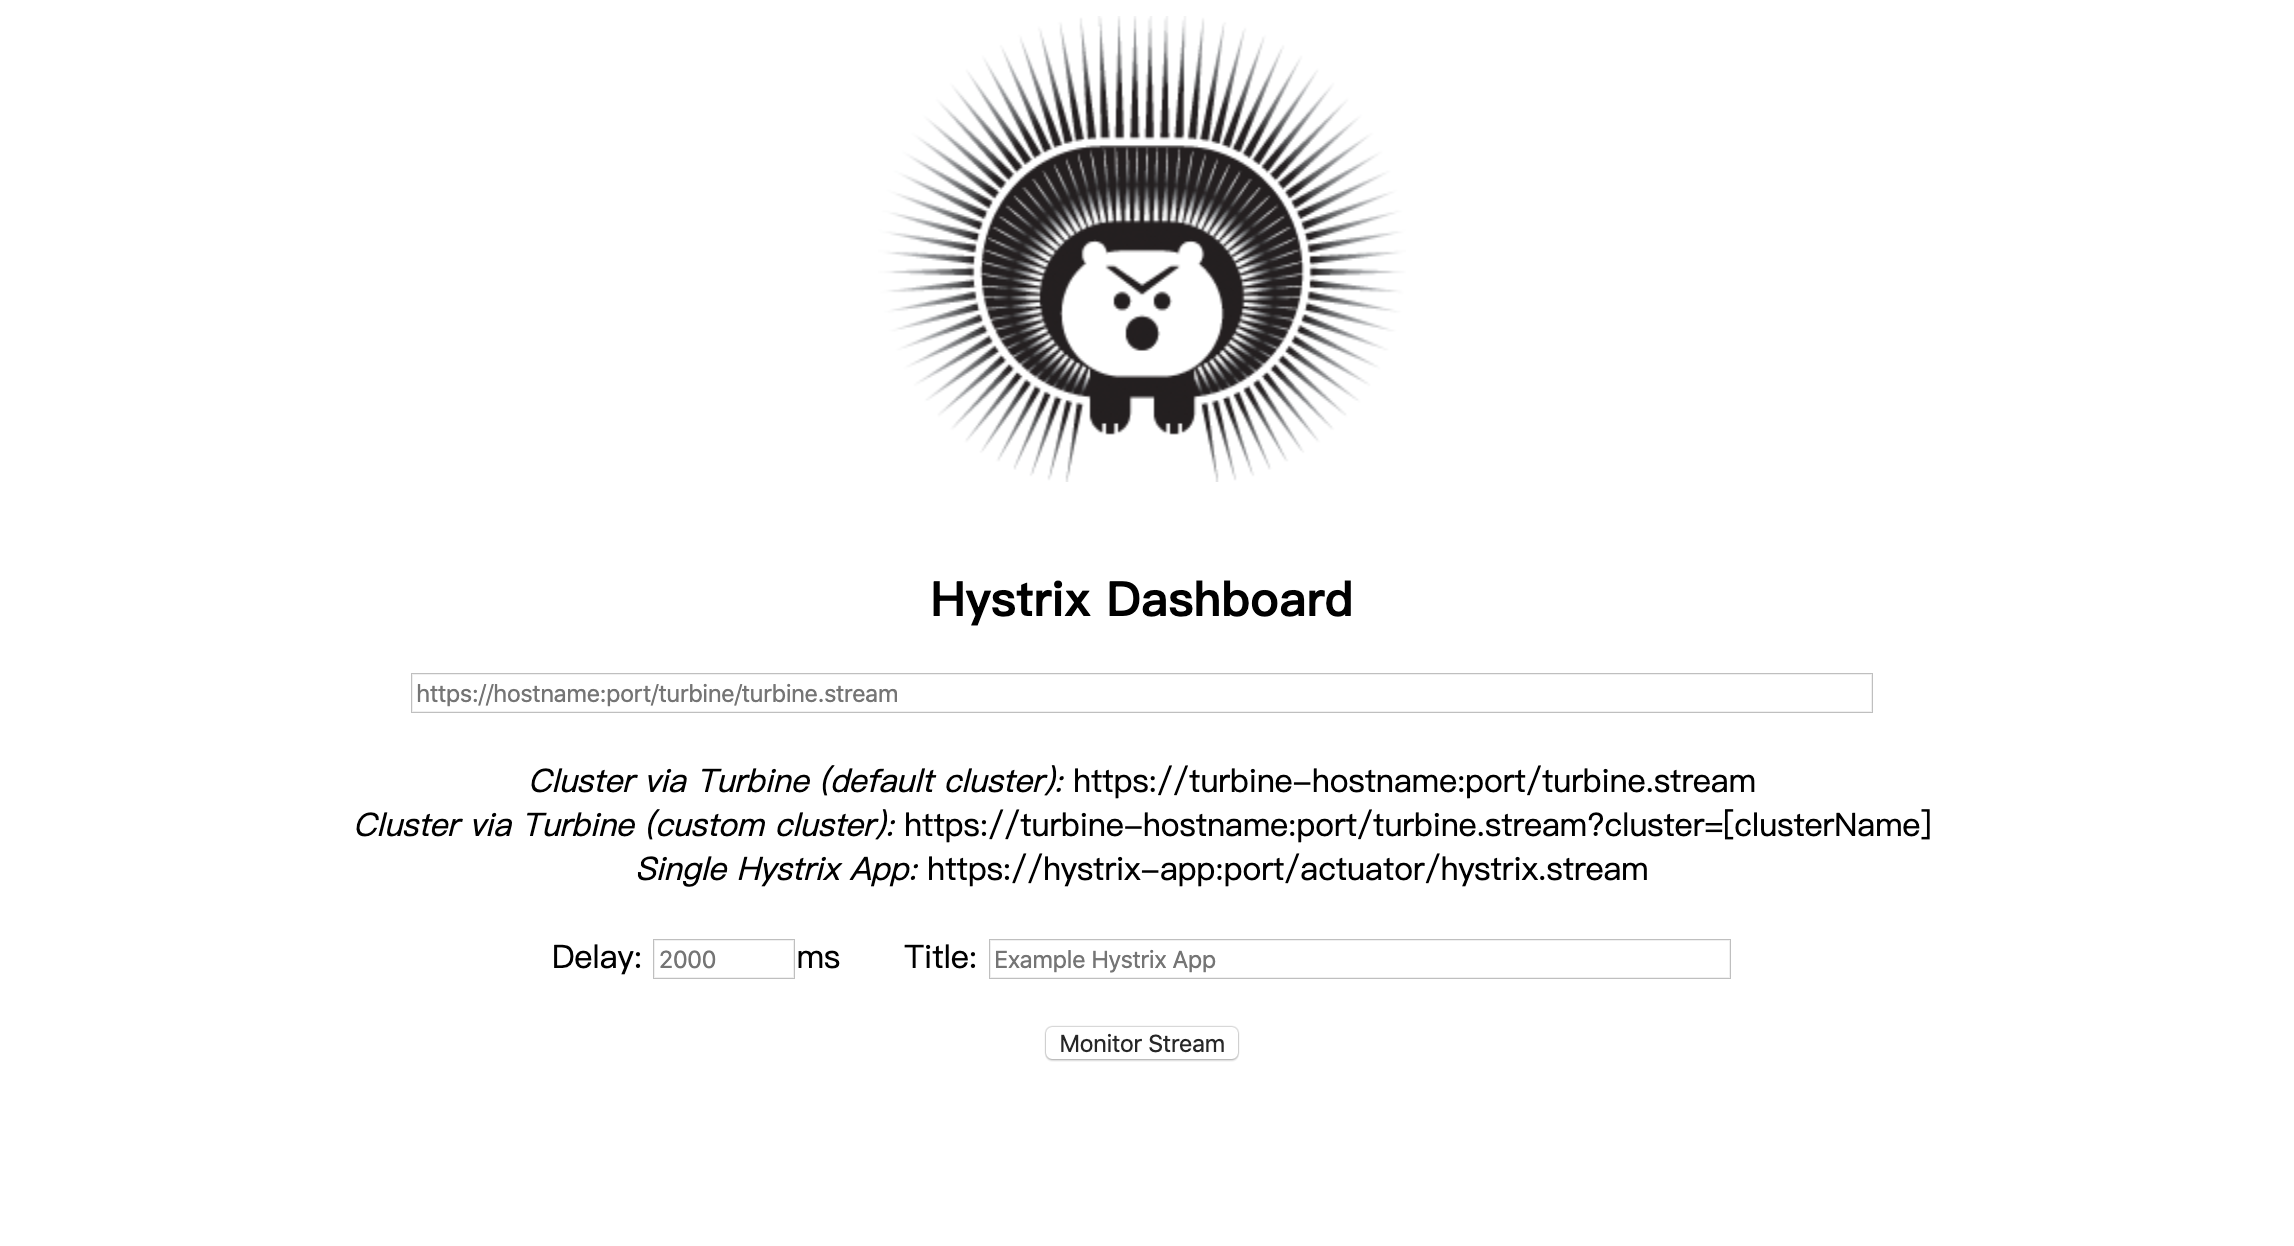 Hystrix Dashboard
https://hostname:port/turbine/turbine.stream
Cluster via Turbine (default cluster): https://turbine-hostname:port/turbine.stream
Cluster via Turbine (custom cluster): https://turbine-hostname:port/turbine.stream?cluster=[clusterName]
Single Hystrix App: https://hystrix-app:port/actuator/hystrix.stream
Delay: 2000 ms Title: Example Hystrix App
Monitor Stream